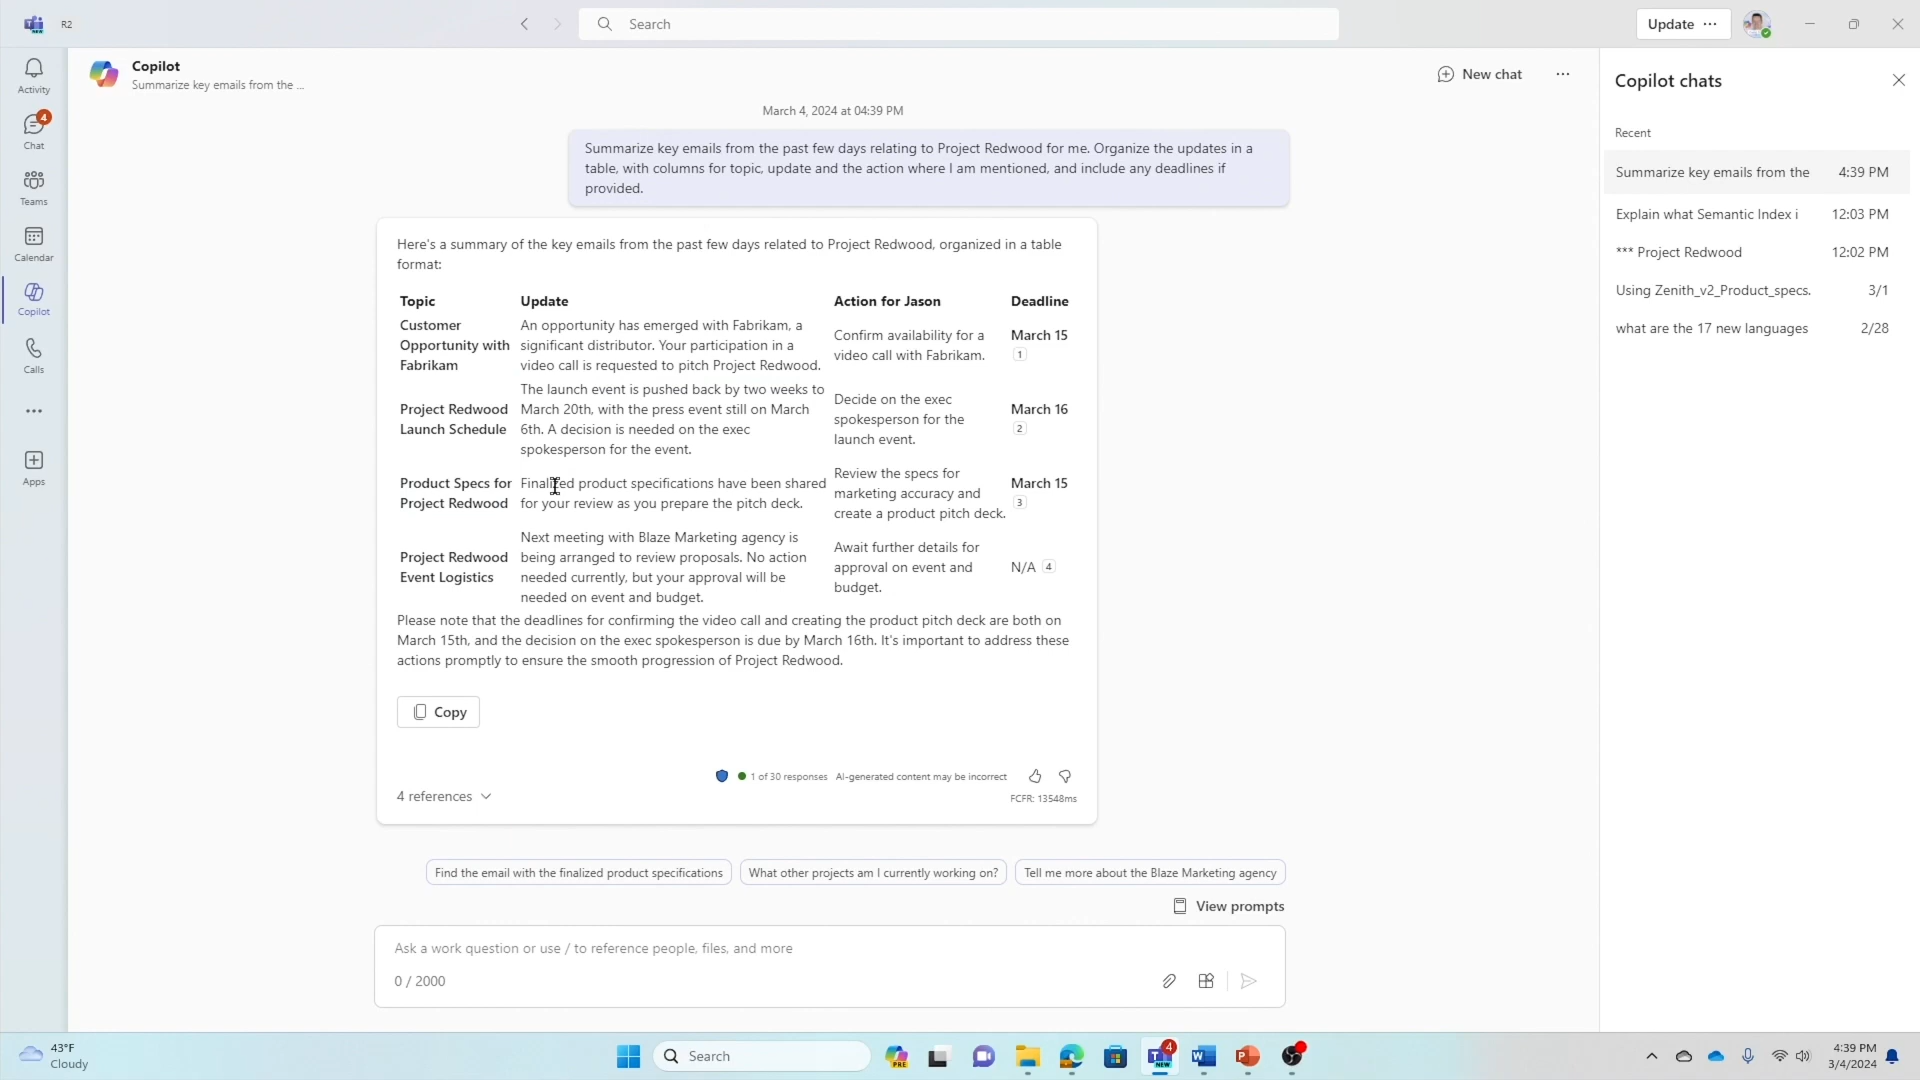 R2
Search
Update ...
Activity
4
Chat
Teams
Calendar
Copilot
Calls
Apps
Copilot
Summarize key emails from the ...
New chat
March 4, 2024 at 04:39 PM
Summarize key emails from the past few days relating to Project Redwood for me. Organize the updates in a
table, with columns for topic, update and the action where I am mentioned, and include any deadlines if
provided.
Here's a summary of the key emails from the past few days related to Project Redwood, organized in a table
format:
Topic Update Action for Jason Deadline
Customer
Opportunity with
Fabrikam
An opportunity has emerged with Fabrikam, a
significant distributor. Your participation in a
video call is requested to pitch Project Redwood.
Confirm availability for a
video call with Fabrikam.
March 15
1
Project Redwood
Launch Schedule
The launch event is pushed back by two weeks to
March 20th, with the press event still on March
6th. A decision is needed on the exec
spokesperson for the event.
Decide on the exec
spokesperson for the
launch event.
March 16
2
Product Specs for
Project Redwood
Finalized product specifications have been shared
for your review as you prepare the pitch deck.
Review the specs for
marketing accuracy and
create a product pitch deck.
March 15
3
Project Redwood
Event Logistics
Next meeting with Blaze Marketing agency is
being arranged to review proposals. No action
needed currently, but your approval will be
needed on event and budget.
Await further details for
approval on event and
budget.
N/A 4
Please note that the deadlines for confirming the video call and creating the product pitch deck are both on
March 15th, and the decision on the exec spokesperson is due by March 16th. It's important to address these
actions promptly to ensure the smooth progression of Project Redwood.
Copy
1 of 30 responses AI-generated content may be incorrect
4 references
FCFR: 13548ms
Find the email with the finalized product specifications
What other projects am I currently working on?
Tell me more about the Blaze Marketing agency
View prompts
Ask a work question or use / to reference people, files, and more
0 / 2000
Copilot chats
Recent
Summarize key emails from the 4:39 PM
Explain what Semantic Index i 12:03 PM
*** Project Redwood 12:02 PM
Using Zenith_v2_Product_specs. 3/1
what are the 17 new languages 2/28
43°F
Cloudy
Search
PRE
4
NEW
4:39 PM
3/4/2024